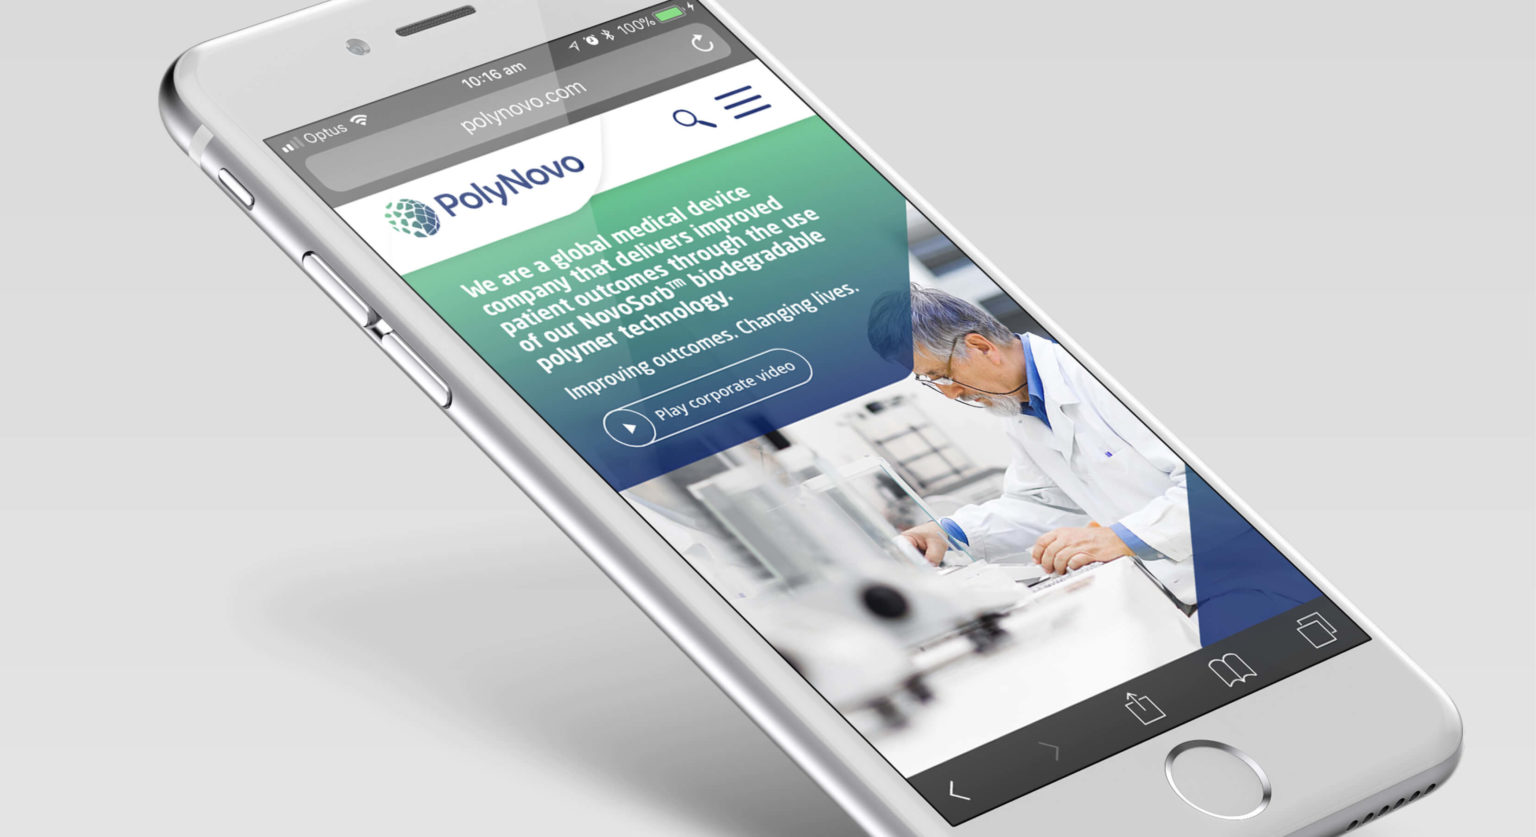 Optus 10:16 am 100%
polynovo.com
PolyNovo
We are a global medical device
company that delivers improved
patient outcomes through the use
of our NovoSorb™ biodegradable
polymer technology.
Improving outcomes. Changing lives.
Play corporate video